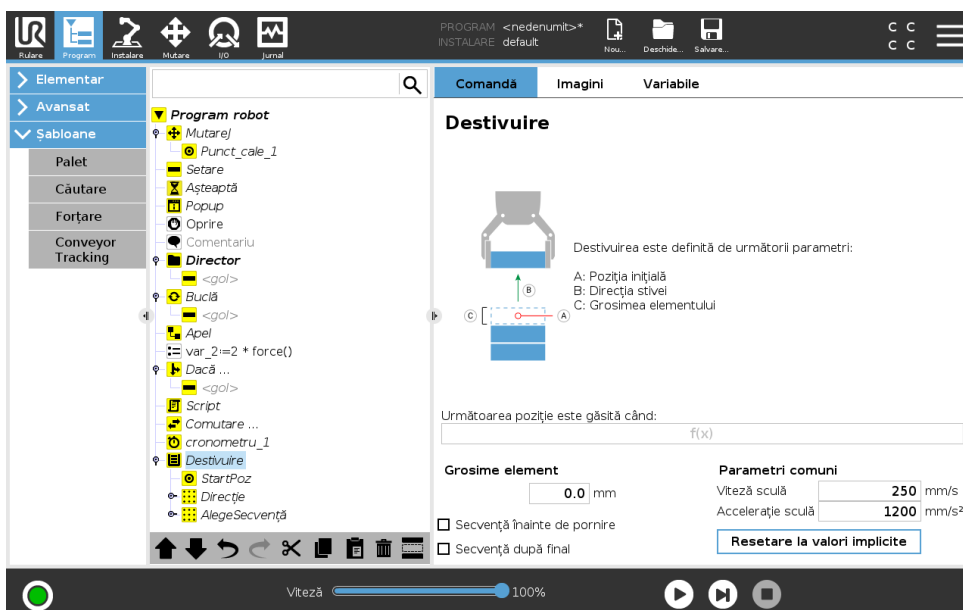 PROGRAM <nedenumit>*
INSTALARE default
Rulare
Program
Instalare
Mutare
I/O
Jurnal
Nou...
Deschide...
Salvare...
C C
C C
Elementar
Avansat
Șabloane
Palet
Căutare
Forțare
Conveyor
Tracking
Program robot
MutareJ
Punct_cale_1
Setare
Așteaptă
Popup
Oprire
Comentariu
Director
<gol>
Buclă
<gol>
Apel
var_2≔2 * force()
Dacă ...
<gol>
Script
Comutare ...
cronometru_1
Destivuire
StartPoz
Direcție
AlegeSecvență
Comandă
Imagini
Variabile
Destivuire
B
C
A
Destivuirea este definită de următorii parametri:
A: Poziția inițială
B: Direcția stivei
C: Grosimea elementului
Următoarea poziție este găsită când:
f(x)
Grosime element
0.0 mm
Secvență înainte de pornire
Secvență după final
Parametri comuni
Viteză sculă 250 mm/s
Accelerație sculă 1200 mm/s²
Resetare la valori implicite
Viteză 100%